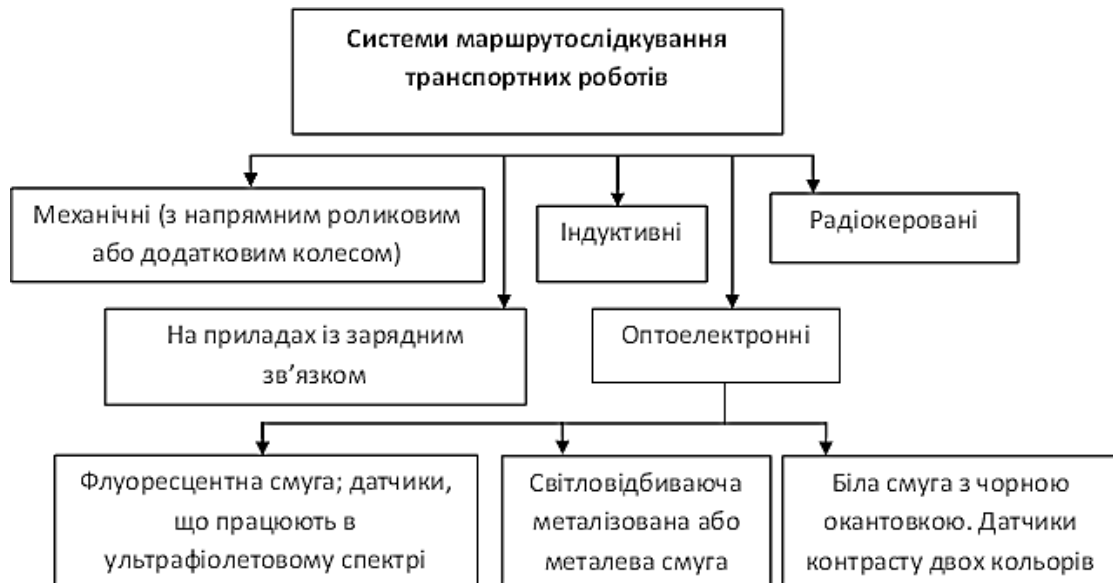 Системи маршрутослідкування
транспортних роботів
Механічні (з напрямним роликовим
або додатковим колесом)
Індуктивні
Радіокеровані
На приладах із зарядним
зв’язком
Оптоелектронні
Флуоресцентна смуга; датчики,
що працюють в
ультрафіолетовому спектрі
Світловідбиваюча
металізована або
металева смуга
Біла смуга з чорною
окантовкою. Датчики
контрасту двох кольорів